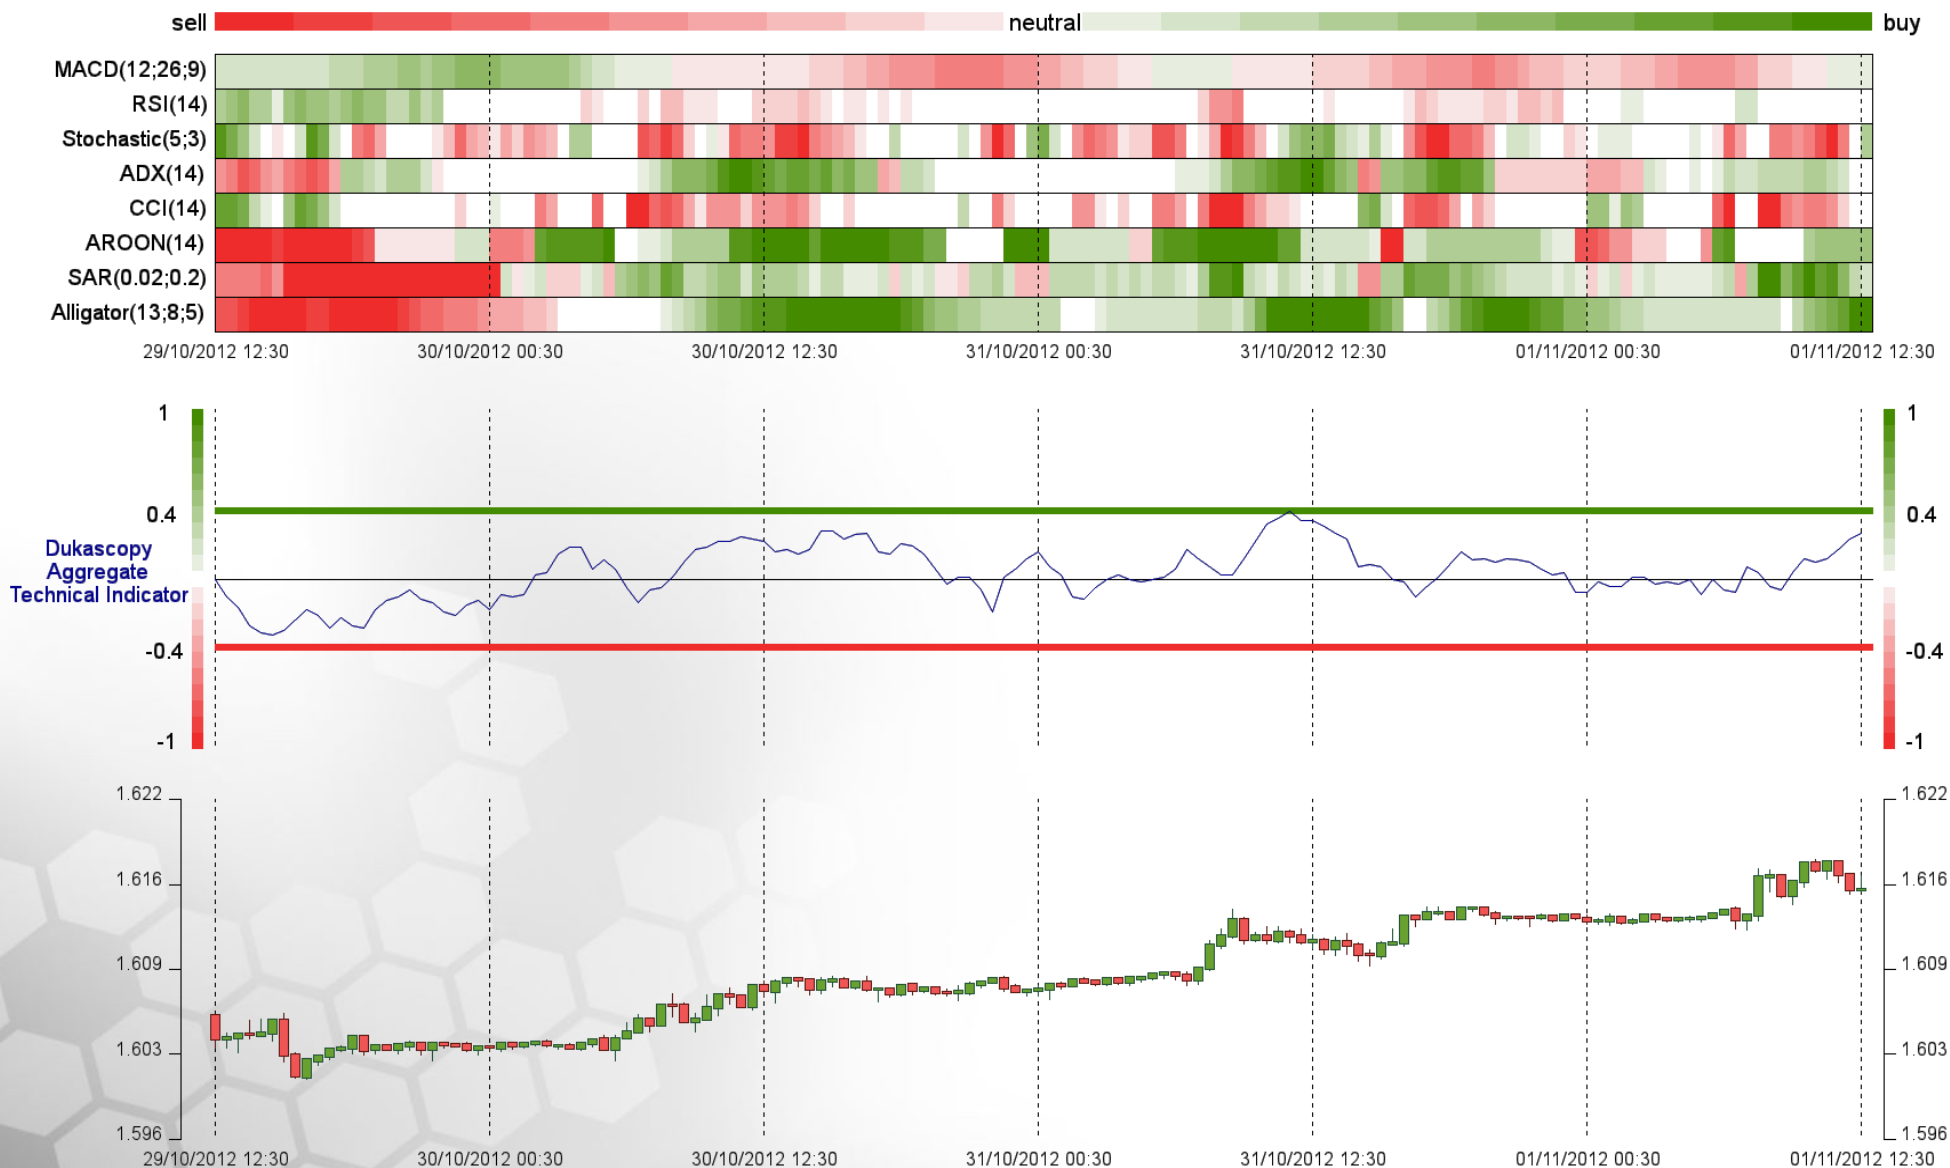 sell neutral buy
MACD(12;26;9)
RSI(14)
Stochastic(5;3)
ADX(14)
CCI(14)
AROON(14)
SAR(0.02;0.2)
Alligator(13;8;5)
29/10/2012 12:30 30/10/2012 00:30 30/10/2012 12:30 31/10/2012 00:30 31/10/2012 12:30 01/11/2012 00:30 01/11/2012 12:30
1 1
0.4 0.4
Dukascopy
Aggregate
Technical Indicator
-0.4 -0.4
-1 -1
1.622 1.622
1.616 1.616
1.609 1.609
1.603 1.603
1.596 1.596
29/10/2012 12:30 30/10/2012 00:30 30/10/2012 12:30 31/10/2012 00:30 31/10/2012 12:30 01/11/2012 00:30 01/11/2012 12:30